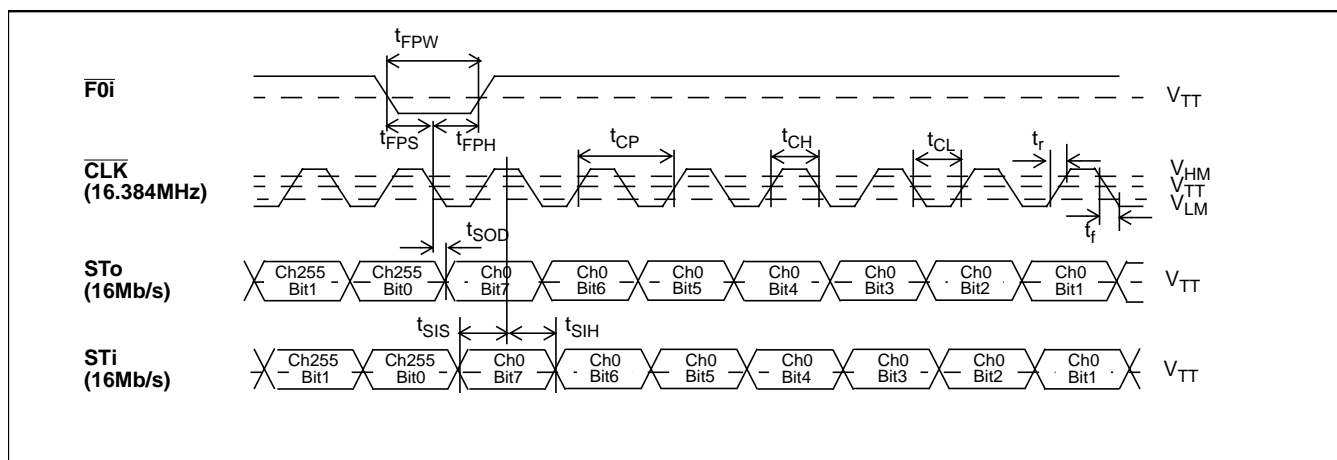 tFPW
F0i
VTT
tFPS
tFPH
tCP
tCH
tCL
tr
CLK
(16.384MHz)
VHM
VTT
VLM
tSOD
tf
STo
(16Mb/s)
Ch255 Bit1
Ch255 Bit0
Ch0 Bit7
Ch0 Bit6
Ch0 Bit5
Ch0 Bit4
Ch0 Bit3
Ch0 Bit2
Ch0 Bit1
VTT
tSIS
tSIH
STi
(16Mb/s)
Ch255 Bit1
Ch255 Bit0
Ch0 Bit7
Ch0 Bit6
Ch0 Bit5
Ch0 Bit4
Ch0 Bit3
Ch0 Bit2
Ch0 Bit1
VTT